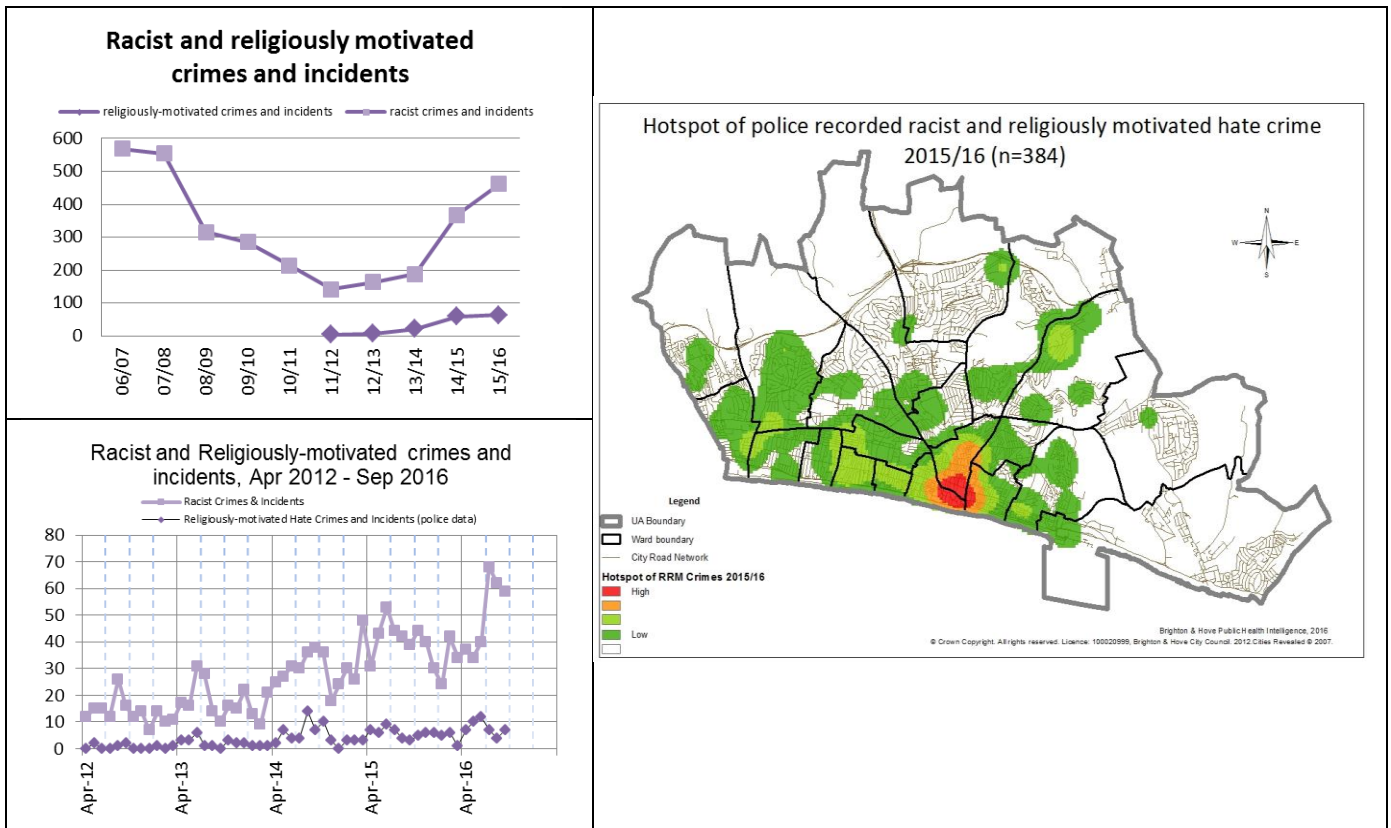 Racist and religiously motivated
crimes and incidents
religiously-motivated crimes and incidents
racist crimes and incidents
600
500
400
300
200
100
0
06/07
07/08
08/09
09/10
10/11
11/12
12/13
13/14
14/15
15/16
Racist and Religiously-motivated crimes and
incidents, Apr 2012 - Sep 2016
Racist Crimes & Incidents
Religiously-motivated Hate Crimes and Incidents (police data)
80
70
60
50
40
30
20
10
0
Apr-12
Apr-13
Apr-14
Apr-15
Apr-16
Hotspot of police recorded racist and religiously motivated hate crime
2015/16 (n=384)
N
W
E
S
Legend
UA Boundary
Ward boundary
City Road Network
Hotspot of RRM Crimes 2015/16
High
Low
Brighton & Hove Public Health Intelligence, 2016
© Crown Copyright. All rights reserved. Licence: 100020999, Brighton & Hove City Council. 2012.Cities Revealed © 2007.